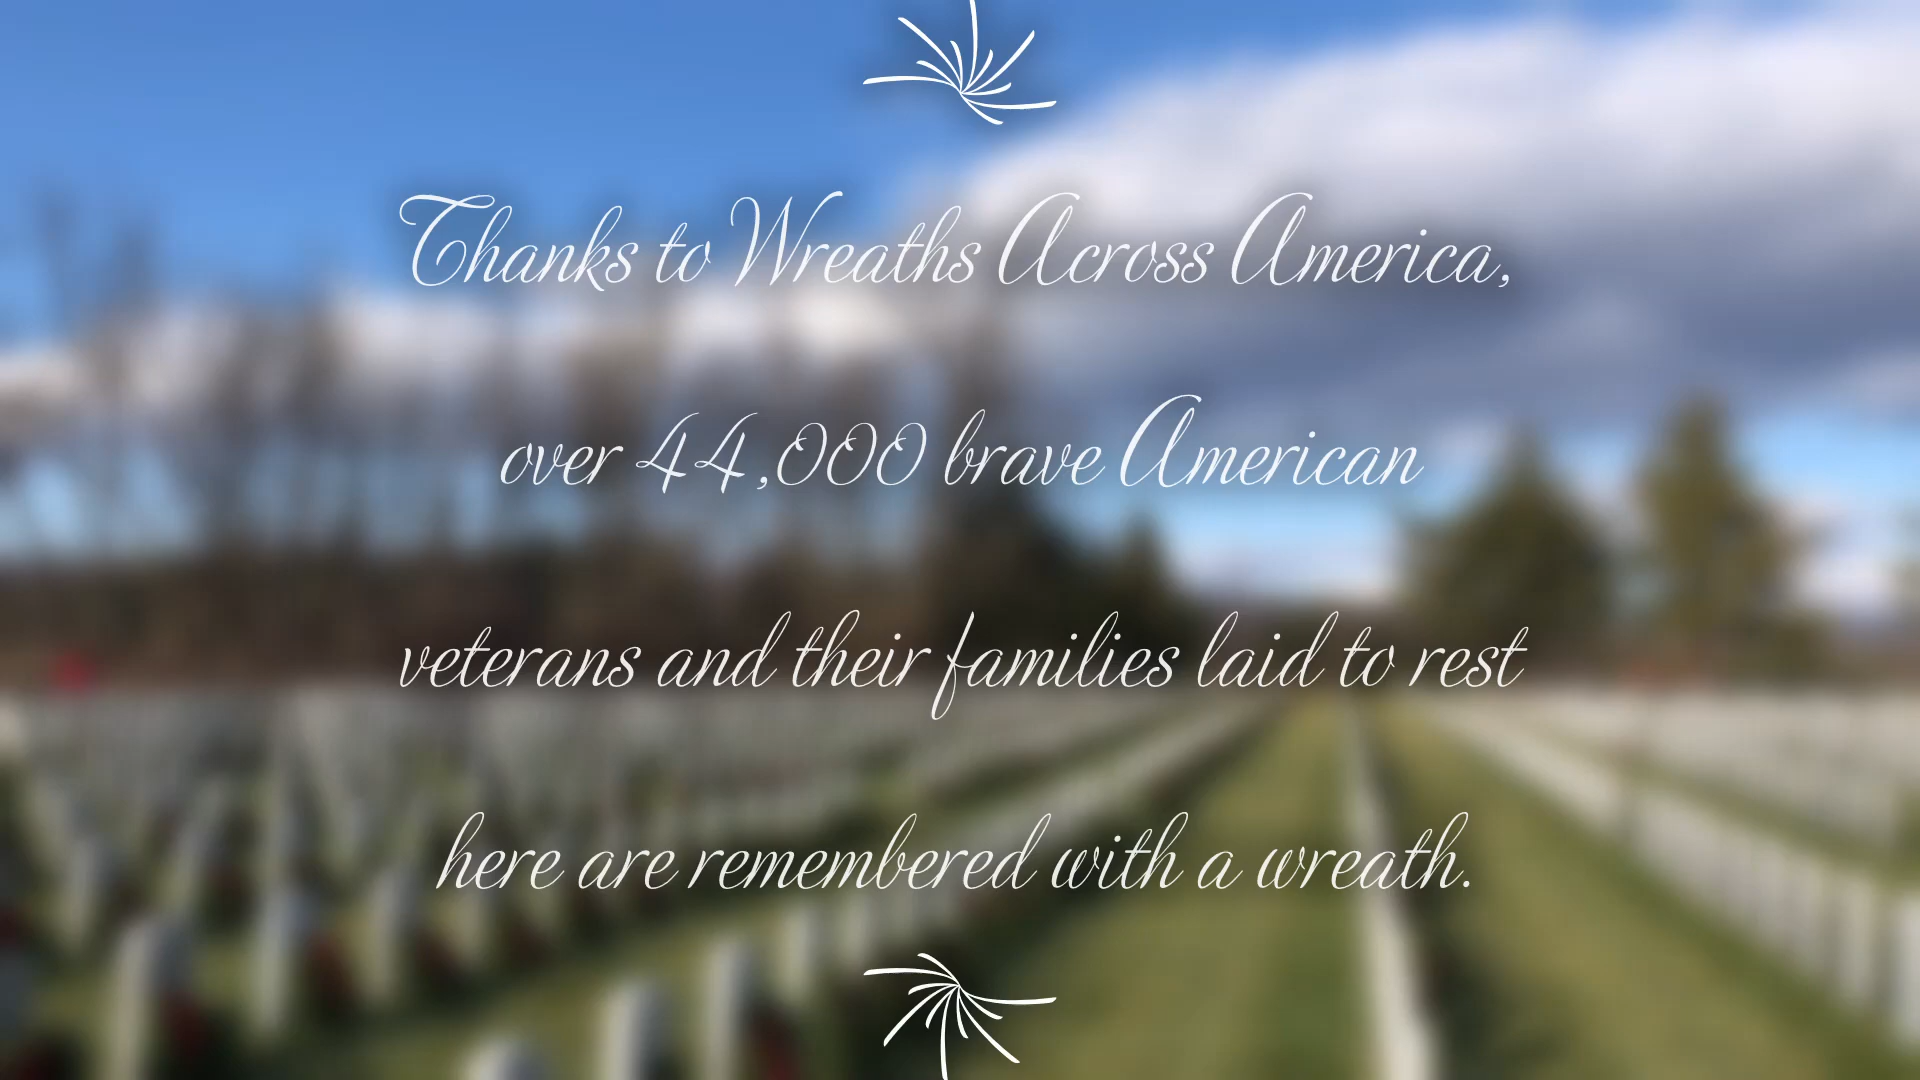 Thanks to Wreaths Across America,
over 44,000 brave American
veterans and their families laid to rest
here are remembered with a wreath.